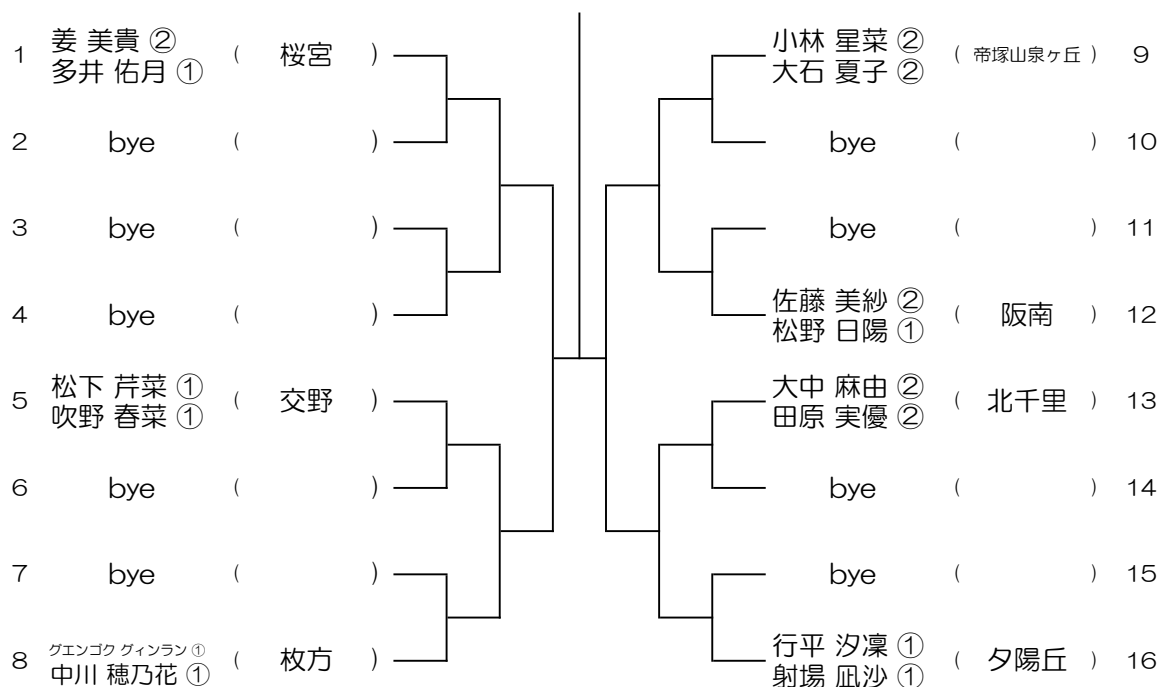 1 姜 美貴 ② ( 桜宮 )
多井 佑月 ①
2 bye ( )
3 bye ( )
4 bye ( )
5 松下 芹菜 ① ( 交野 )
吹野 春菜 ①
6 bye ( )
7 bye ( )
8 グエンゴク グィンラン ① ( 枚方 )
中川 穂乃花 ①
小林 星菜 ② ( 帝塚山泉ヶ丘 ) 9
大石 夏子 ②
bye ( ) 10
bye ( ) 11
佐藤 美紗 ② ( 阪南 ) 12
松野 日陽 ①
大中 麻由 ② ( 北千里 ) 13
田原 実優 ②
bye ( ) 14
bye ( ) 15
行平 汐凜 ① ( 夕陽丘 ) 16
射場 凪沙 ①